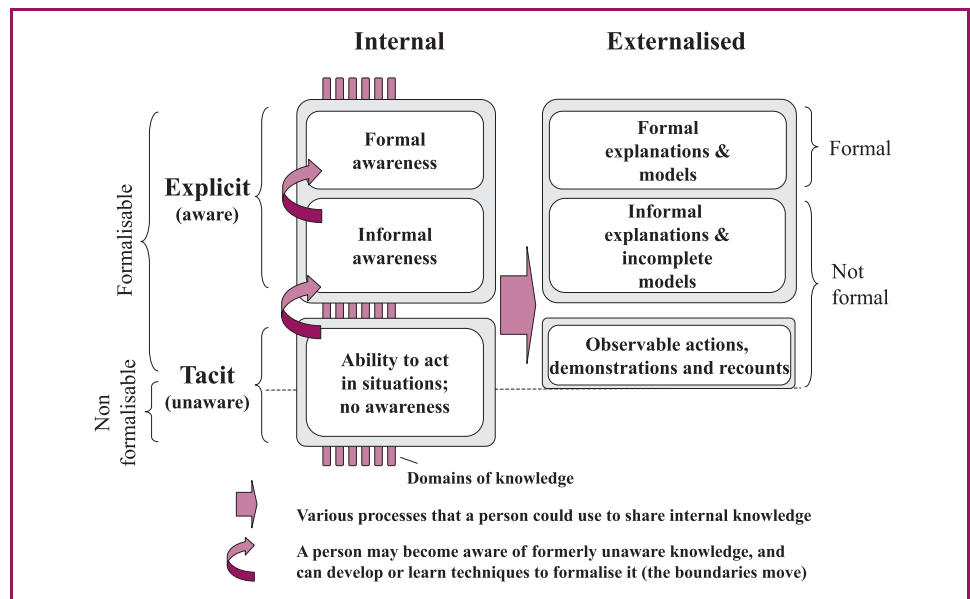 Internal
Externalised
Formal
awareness
Formal
explanations &
models
Formal
Explicit
(aware)
Formalisable
Informal
awareness
Informal
explanations &
incomplete
models
Not
formal
Tacit
(unaware)
Non
formalisable
Ability to act
in situations;
no awareness
Observable actions,
demonstrations and recounts
Domains of knowledge
Various processes that a person could use to share internal knowledge
A person may become aware of formerly unaware knowledge, and
can develop or learn techniques to formalise it (the boundaries move)